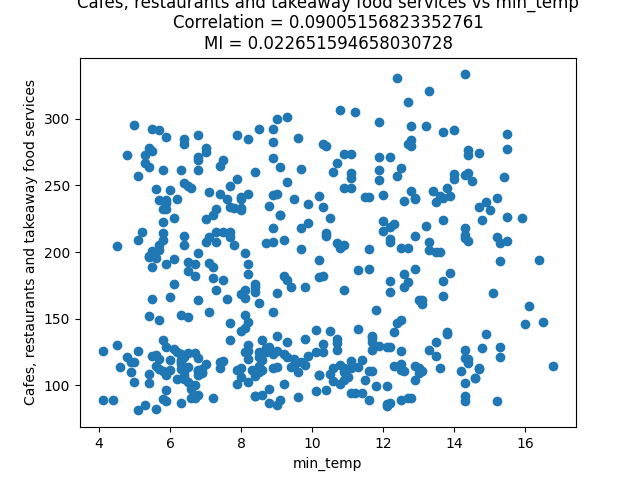 Cafes, restaurants and takeaway food services vs min_temp
Correlation = 0.09005156823352761
MI = 0.022651594658030728
Cafes, restaurants and takeaway food services
300
250
200
150
100
4 6 8 10 12 14 16
min_temp